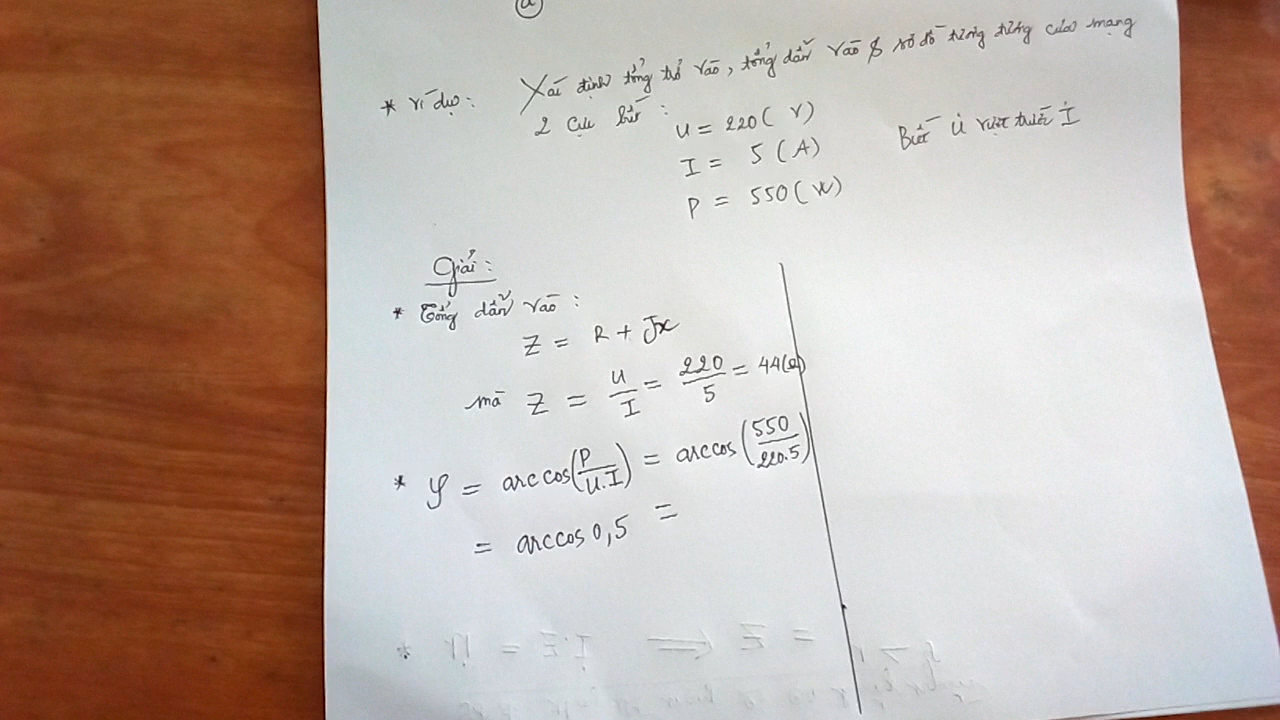 a
* Ví dụ: Xác định tổng trở vào, tổng dẫn vào & sơ đồ tương đương của mạng
2 cực biết: U = 220 (V)
I = 5 (A) Biết U̇ vượt trước İ
P = 550 (W)
Giải:
* Tổng dẫn vào:
Z = R + Jx
mà Z = U/I = 220/5 = 44(Ω)
* φ = arccos(P/U.I) = arccos(550/220.5)
= arccos 0,5 =